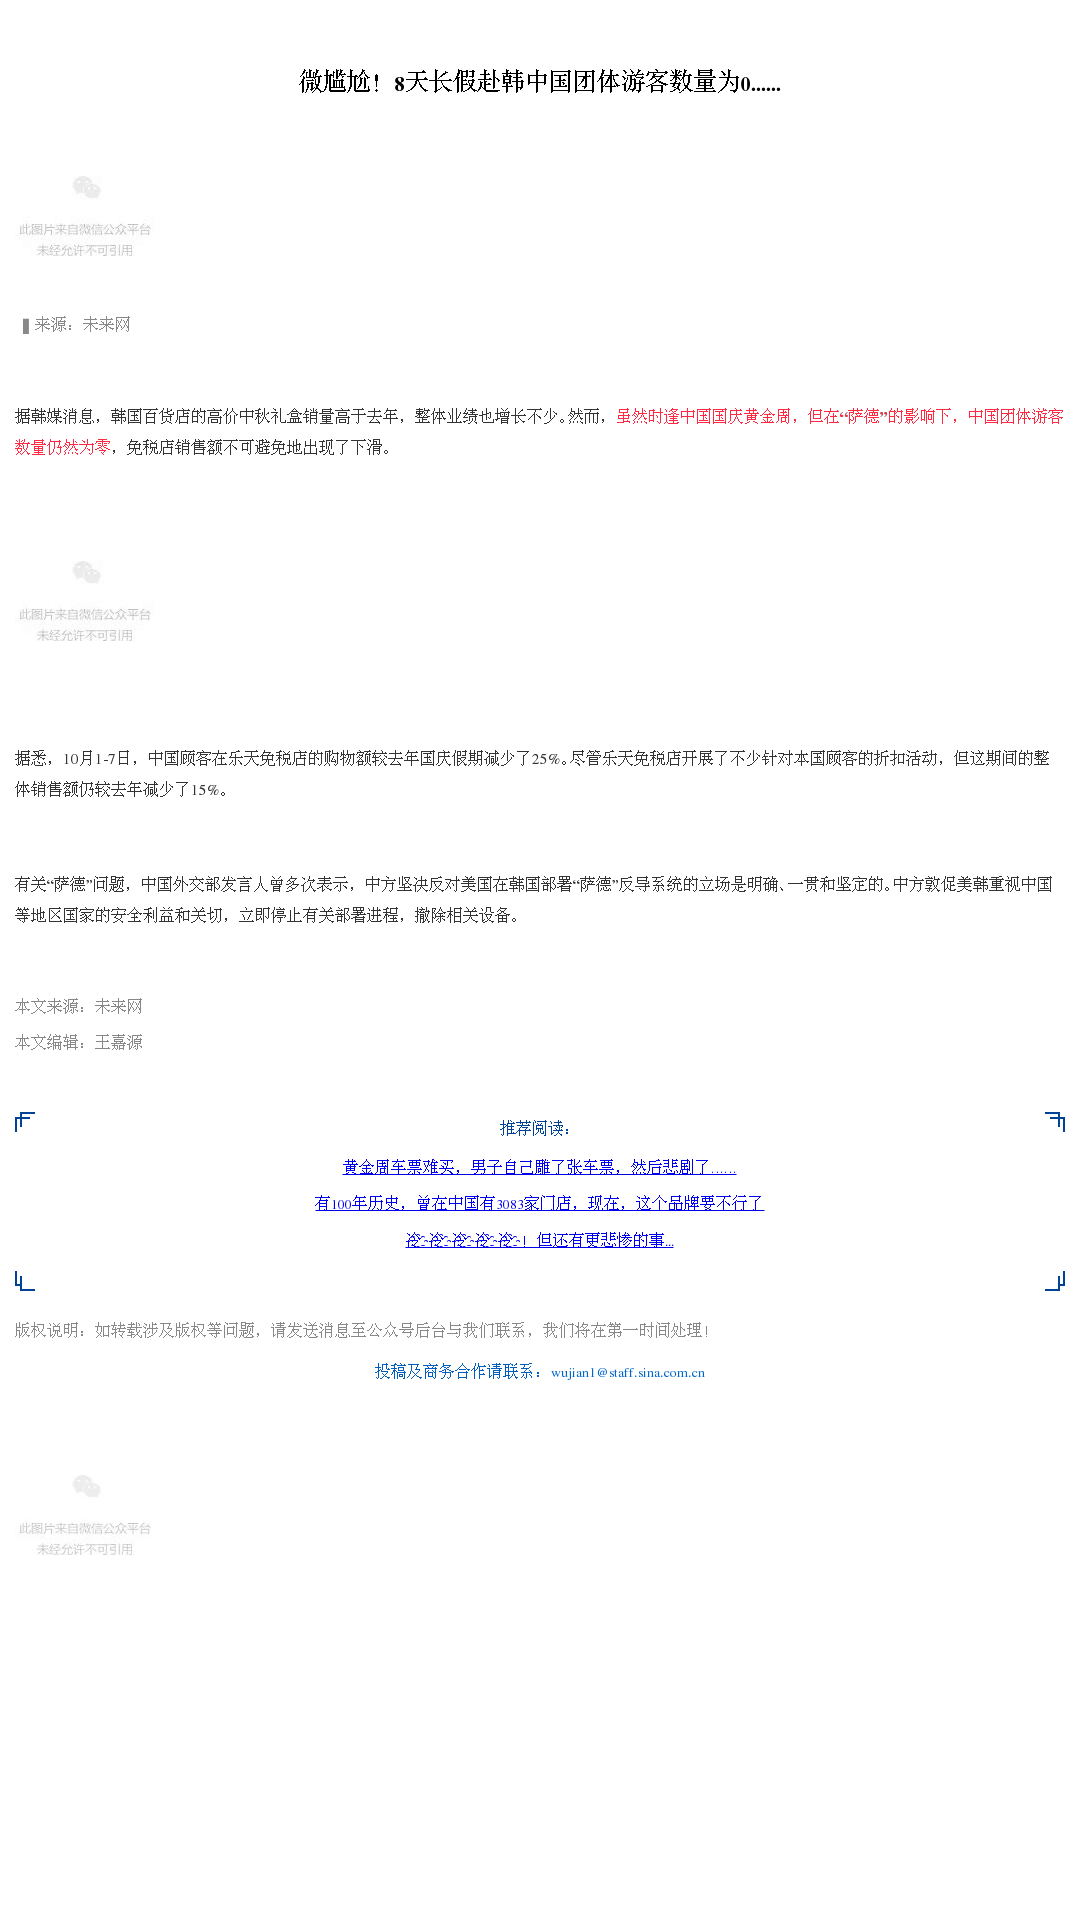 微尴尬！8天长假赴韩中国团体游客数量为0......
此图片来自微信公众平台
未经允许不可引用
▌来源：未来网
据韩媒消息，韩国百货店的高价中秋礼盒销量高于去年，整体业绩也增长不少。然而，虽然时逢中国国庆黄金周，但在“萨德”的影响下，中国团体游客
数量仍然为零，免税店销售额不可避免地出现了下滑。
此图片来自微信公众平台
未经允许不可引用
据悉，10月1-7日，中国顾客在乐天免税店的购物额较去年国庆假期减少了25%。尽管乐天免税店开展了不少针对本国顾客的折扣活动，但这期间的整
体销售额仍较去年减少了15%。
有关“萨德”问题，中国外交部发言人曾多次表示，中方坚决反对美国在韩国部署“萨德”反导系统的立场是明确、一贯和坚定的。中方敦促美韩重视中国
等地区国家的安全利益和关切，立即停止有关部署进程，撤除相关设备。
本文来源：未来网
本文编辑：王嘉源
推荐阅读：
黄金周车票难买，男子自己雕了张车票，然后悲剧了……
有100年历史，曾在中国有3083家门店，现在，这个品牌要不行了
冷~冷~冷~冷~冷~！但还有更悲惨的事...
版权说明：如转载涉及版权等问题，请发送消息至公众号后台与我们联系，我们将在第一时间处理！
投稿及商务合作请联系：wujian1@staff.sina.com.cn
此图片来自微信公众平台
未经允许不可引用